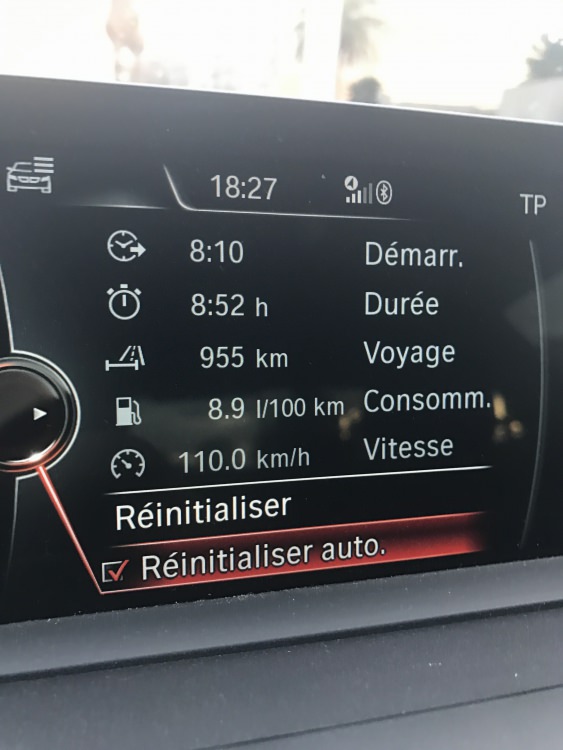 18:27
TP
8:10 Démarr.
8:52 h Durée
955 km Voyage
8.9 l/100 km Consomm.
110.0 km/h Vitesse
Réinitialiser
Réinitialiser auto.